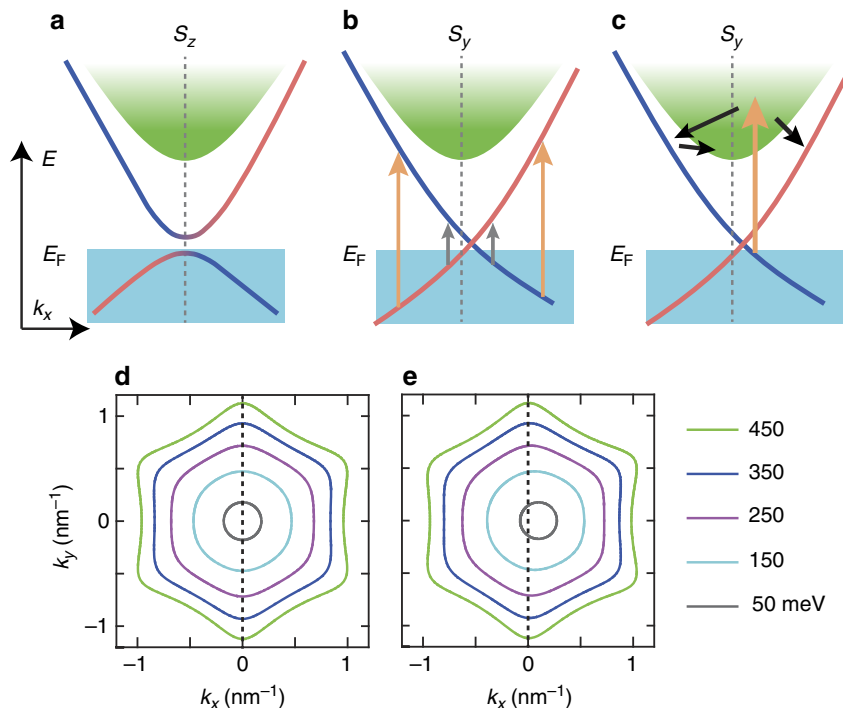 a
b
c
S_z
S_y
S_y
E
E_F
E_F
E_F
k_x
d
e
1
0
−1
k_y (nm⁻¹)
−1 0 1
−1 0 1
k_x (nm⁻¹)
k_x (nm⁻¹)
450
350
250
150
50 meV